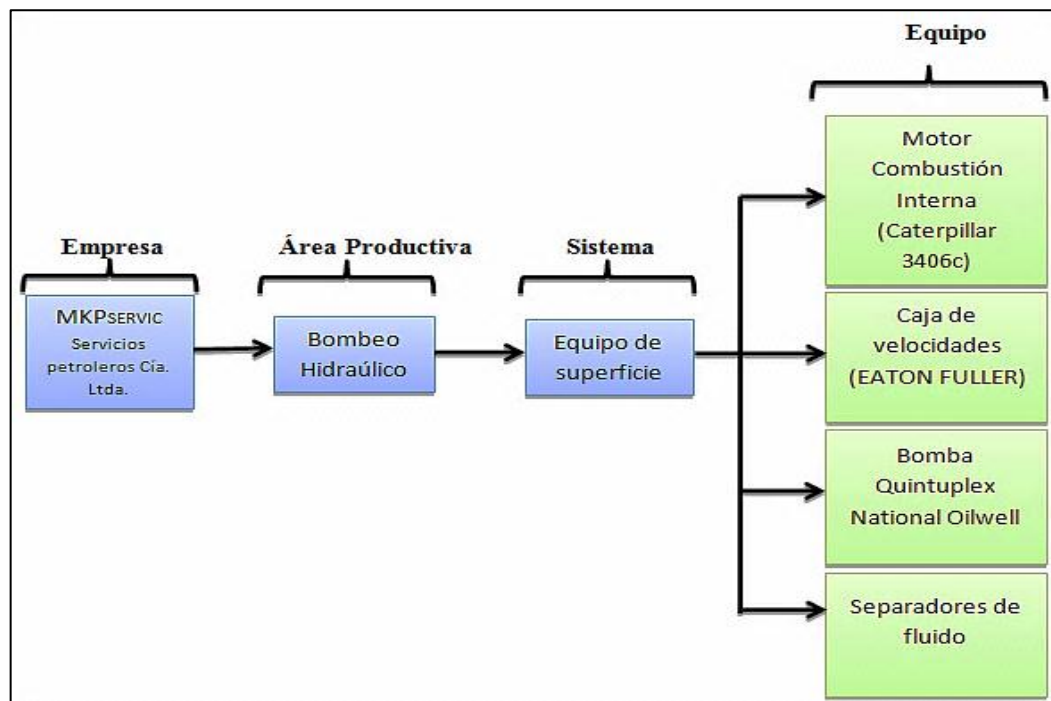 Equipo
Motor
Combustión
Interna
(Caterpillar
3406c)
Empresa
MKPSERVIC
Servicios
petroleros Cía.
Ltda.
Área Productiva
Bombeo
Hidraúlico
Sistema
Equipo de
superficie
Caja de
velocidades
(EATON FULLER)
Bomba
Quintuplex
National Oilwell
Separadores de
fluido